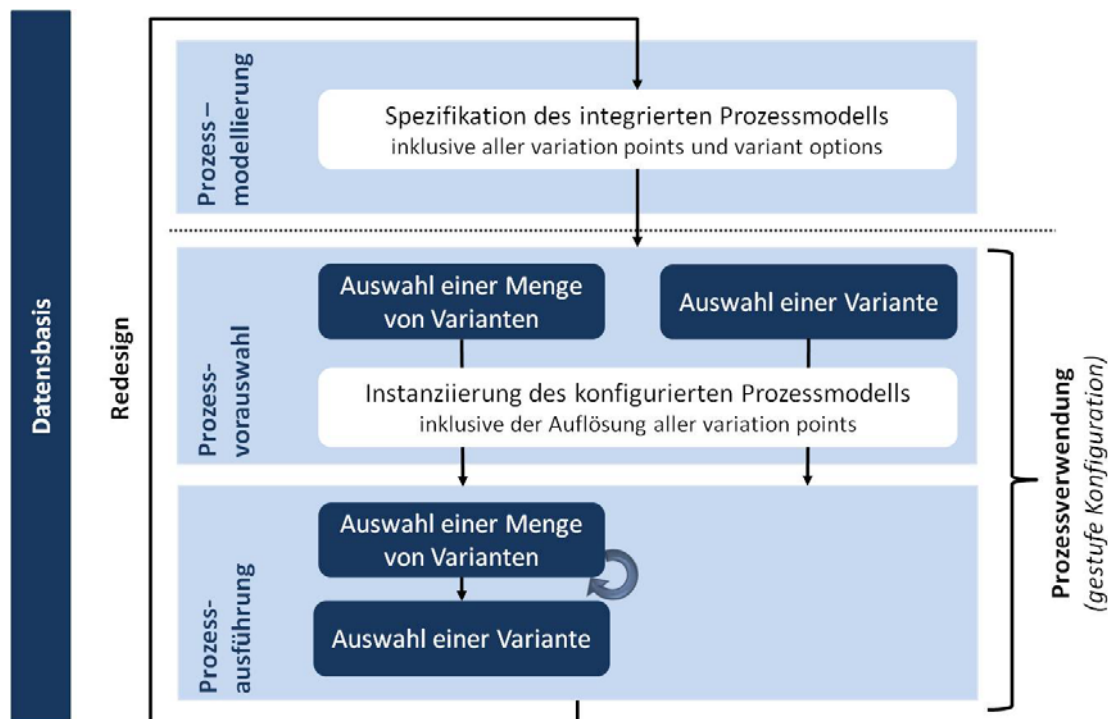 Datensbasis
Redesign
Prozess –
modellierung
Spezifikation des integrierten Prozessmodells
inklusive aller variation points und variant options
Prozess-
vorauswahl
Auswahl einer Menge
von Varianten
Auswahl einer Variante
Instanziierung des konfigurierten Prozessmodells
inklusive der Auflösung aller variation points
Prozess-
ausführung
Auswahl einer Menge
von Varianten
Auswahl einer Variante
Prozessverwendung
(gestufe Konfiguration)